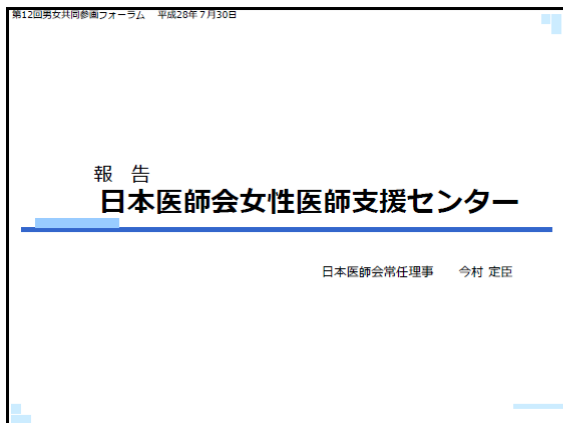 第12回男女共同参画フォーラム　平成28年7月30日
報　告
日本医師会女性医師支援センター
日本医師会常任理事　　今村 定臣